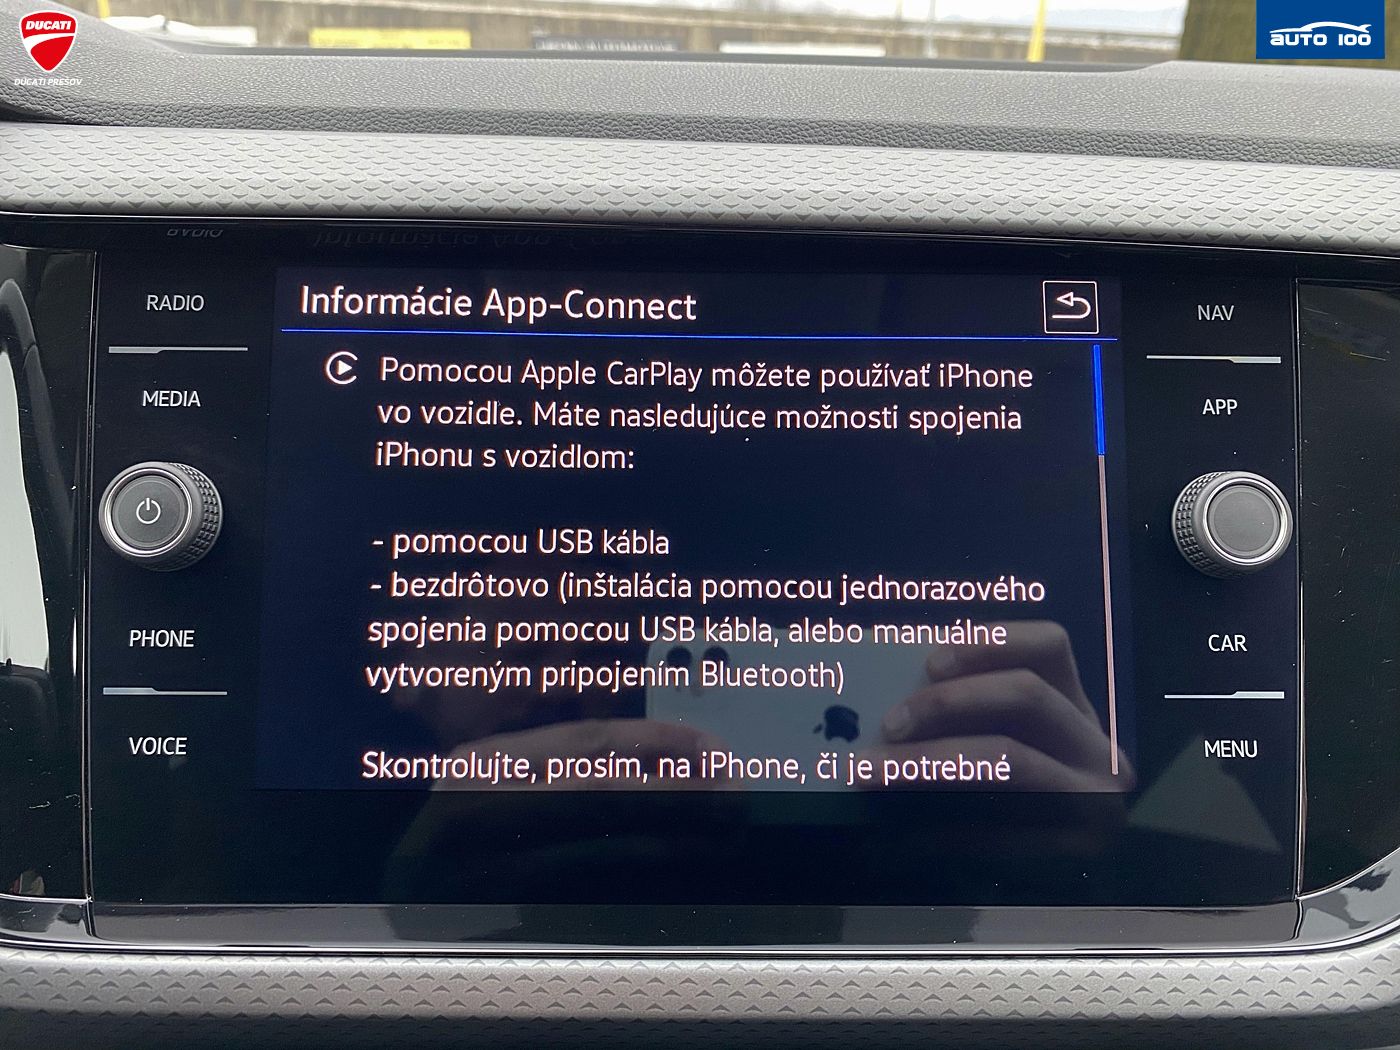 DUCATI
DUCATI PREŠOV
AUTO 100
RADIO
MEDIA
PHONE
VOICE
Informácie App-Connect
Pomocou Apple CarPlay môžete používať iPhone
vo vozidle. Máte nasledujúce možnosti spojenia
iPhonu s vozidlom:
- pomocou USB kábla
- bezdrôtovo (inštalácia pomocou jednorazového
spojenia pomocou USB kábla, alebo manuálne
vytvoreným pripojením Bluetooth)
Skontrolujte, prosím, na iPhone, či je potrebné
NAV
APP
CAR
MENU